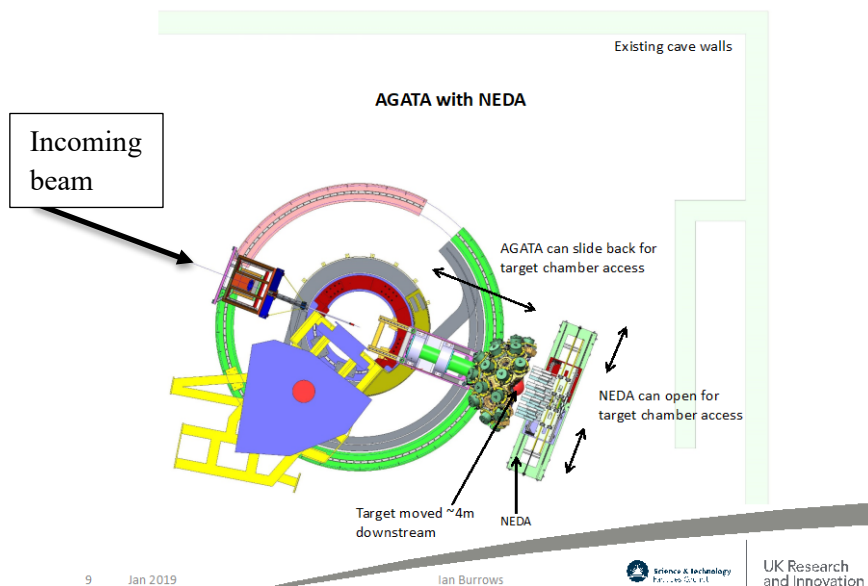 Existing cave walls
AGATA with NEDA
Incoming
beam
AGATA can slide back for
target chamber access
NEDA can open for
target chamber access
Target moved ~4m
downstream
NEDA
9 Jan 2019 Ian Burrows
Science & Technology
Facilities Council
UK Research
and Innovation